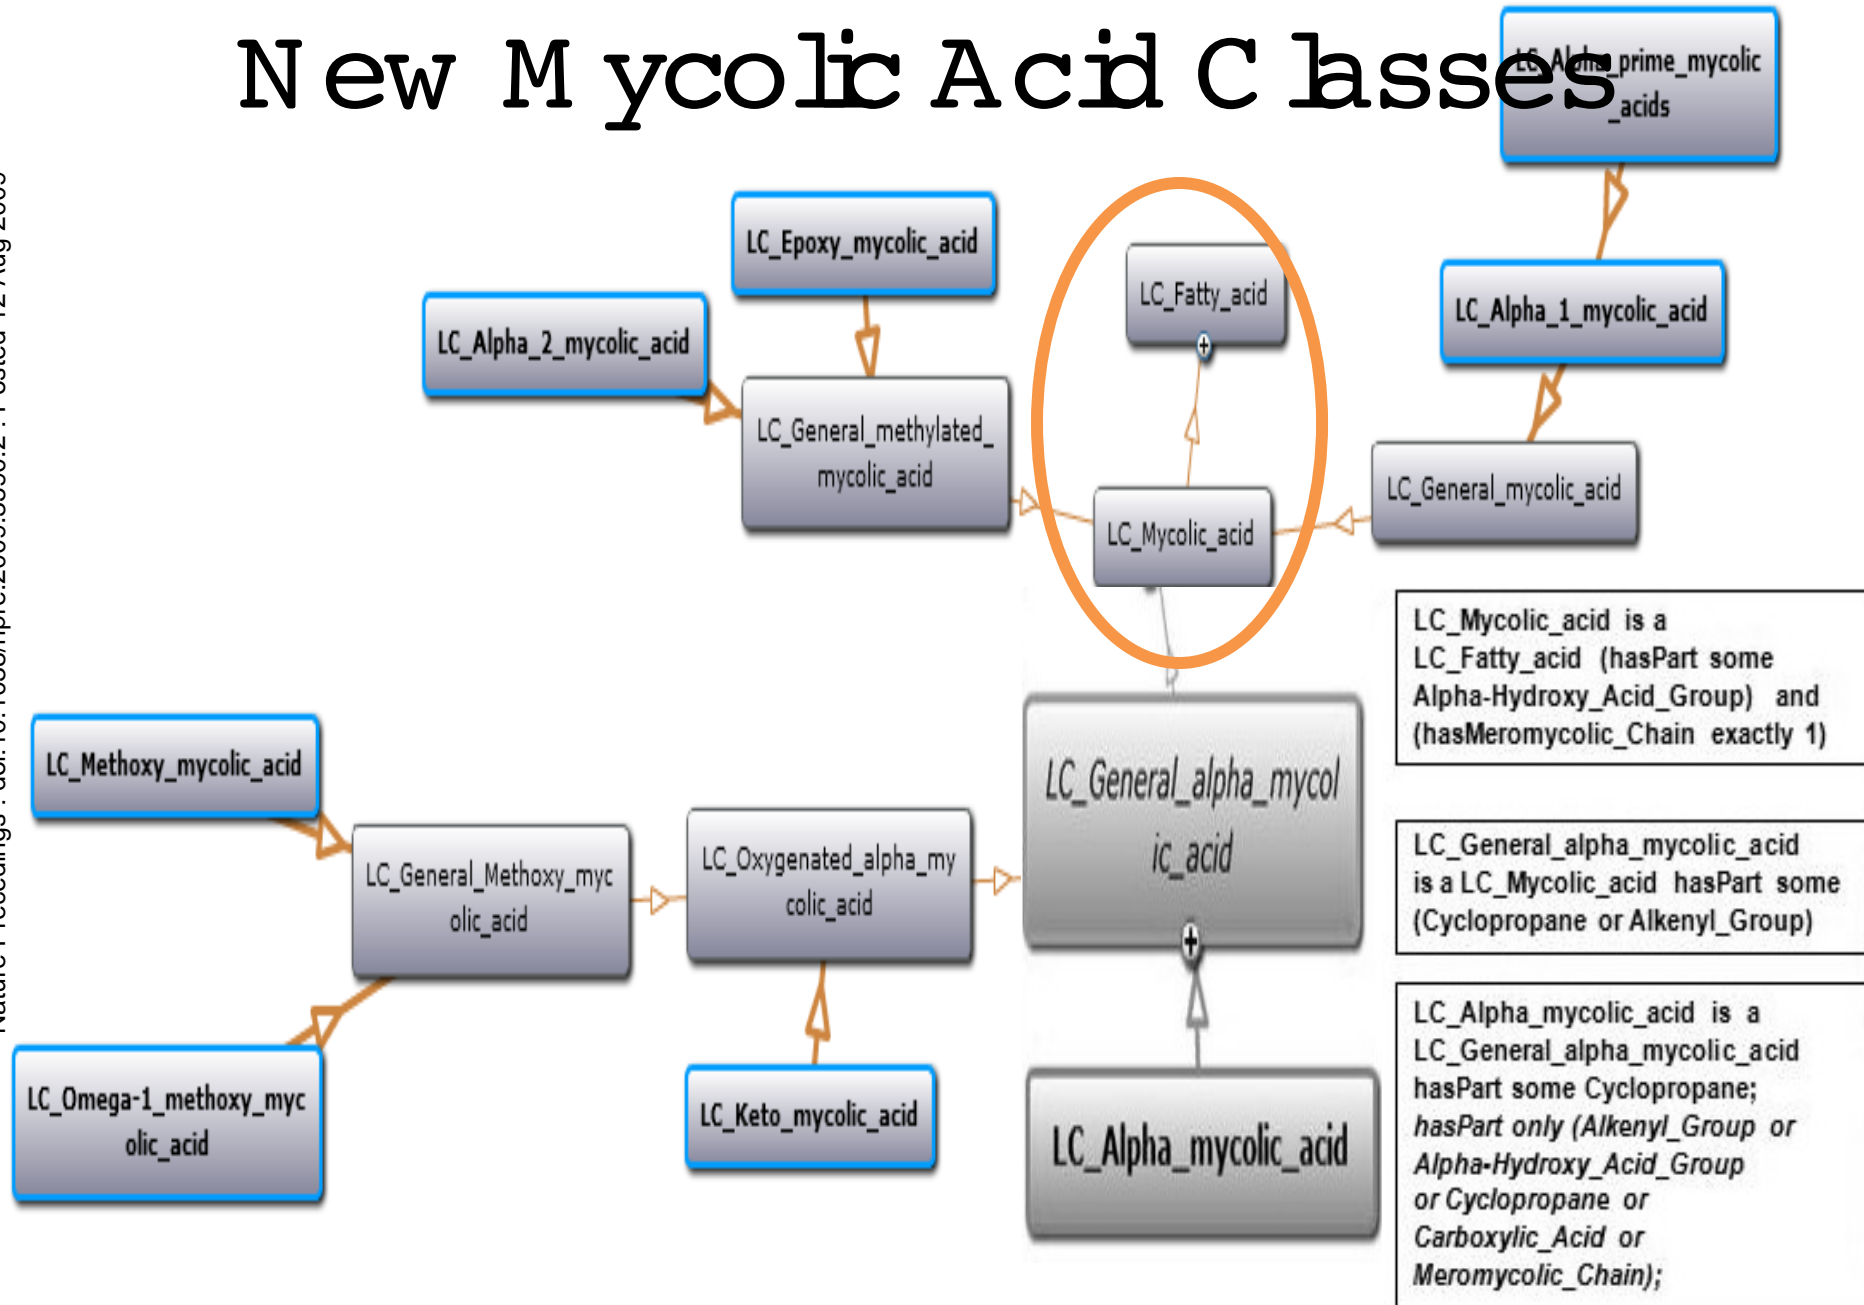 New Mycolic Acid Classes
LC_Alpha_prime_mycolic
_acids
LC_Epoxy_mycolic_acid
LC_Fatty_acid
LC_Alpha_1_mycolic_acid
LC_Alpha_2_mycolic_acid
LC_General_methylated_
mycolic_acid
LC_General_mycolic_acid
LC_Mycolic_acid
LC_Mycolic_acid is a
LC_Fatty_acid (hasPart some
Alpha-Hydroxy_Acid_Group) and
(hasMeromycolic_Chain exactly 1)
LC_Methoxy_mycolic_acid
LC_General_alpha_mycol
ic_acid
LC_General_Methoxy_myc
olic_acid
LC_Oxygenated_alpha_my
colic_acid
LC_General_alpha_mycolic_acid
is a LC_Mycolic_acid hasPart some
(Cyclopropane or Alkenyl_Group)
LC_Omega-1_methoxy_myc
olic_acid
LC_Keto_mycolic_acid
LC_Alpha_mycolic_acid
LC_Alpha_mycolic_acid is a
LC_General_alpha_mycolic_acid
hasPart some Cyclopropane;
hasPart only (Alkenyl_Group or
Alpha-Hydroxy_Acid_Group
or Cyclopropane or
Carboxylic_Acid or
Meromycolic_Chain);